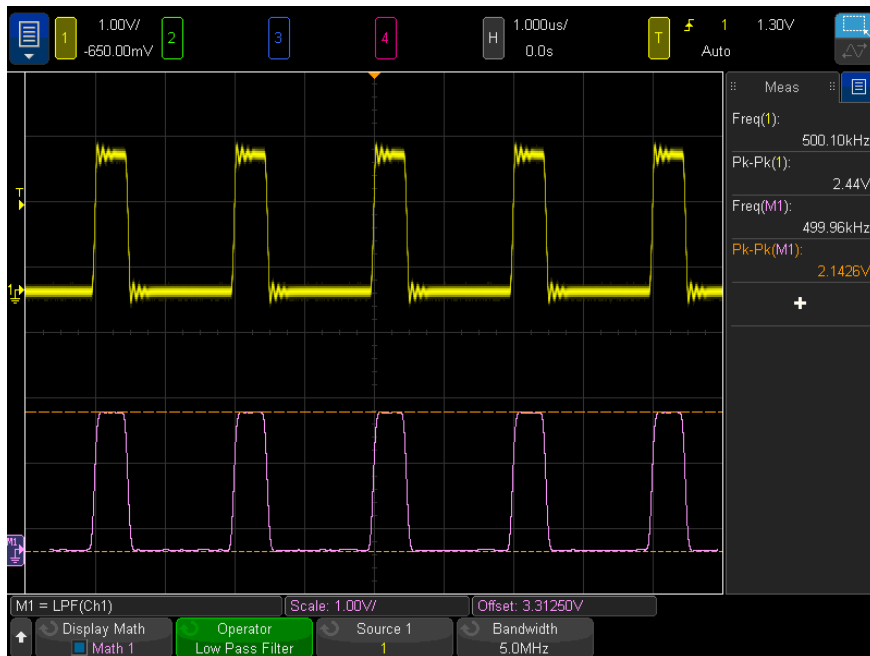 1 1.00V/ 2 3 4 H 1.000us/ T 1 1.30V
-650.00mV 0.0s Auto
Meas
Freq(1):
500.10kHz
Pk-Pk(1):
2.44V
Freq(M1):
499.96kHz
Pk-Pk(M1):
2.1426V
+
T
1
M1
M1 = LPF(Ch1) Scale: 1.00V/ Offset: 3.31250V
Display Math Operator Source 1 Bandwidth
Math 1 Low Pass Filter 1 5.0MHz